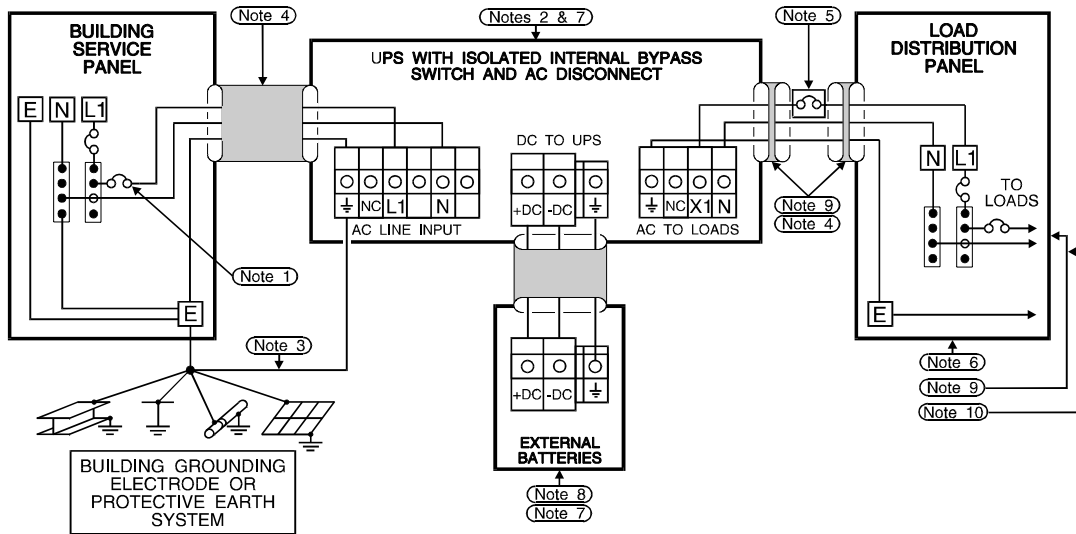 Note 4
Notes 2 & 7
Note 5
BUILDING
SERVICE
PANEL
E N L1
E
Note 1
Note 3
BUILDING GROUNDING
ELECTRODE OR
PROTECTIVE EARTH
SYSTEM
UPS WITH ISOLATED INTERNAL BYPASS
SWITCH AND AC DISCONNECT
NC L1 N
AC LINE INPUT
DC TO UPS
+DC -DC
NC X1 N
AC TO LOADS
Note 9
Note 4
+DC -DC
EXTERNAL
BATTERIES
Note 8
Note 7
LOAD
DISTRIBUTION
PANEL
N L1
TO
LOADS
E
Note 6
Note 9
Note 10